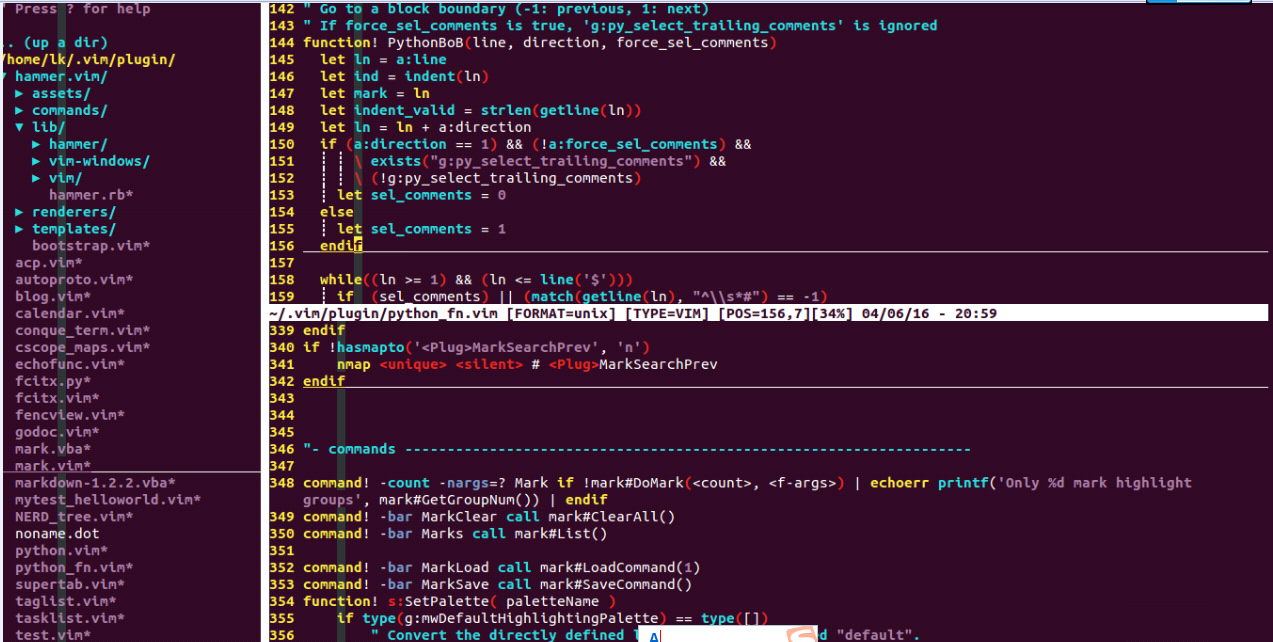 " Press ? for help
.. (up a dir)
/home/lk/.vim/plugin/
▼ hammer.vim/
▶ assets/
▶ commands/
▼ lib/
▶ hammer/
▶ vim-windows/
▶ vim/
hammer.rb*
▶ renderers/
▶ templates/
bootstrap.vim*
acp.vim*
autoproto.vim*
blog.vim*
calendar.vim*
conque_term.vim*
cscope_maps.vim*
echofunc.vim*
fcitx.py*
fcitx.vim*
fencview.vim*
godoc.vim*
mark.vba*
mark.vim*
markdown-1.2.2.vba*
mytest_helloworld.vim*
NERD_tree.vim*
noname.dot
python.vim*
python_fn.vim*
supertab.vim*
taglist.vim*
tasklist.vim*
test.vim*
142 " Go to a block boundary (-1: previous, 1: next)
143 " If force_sel_comments is true, 'g:py_select_trailing_comments' is ignored
144 function! PythonBoB(line, direction, force_sel_comments)
145   let ln = a:line
146   let ind = indent(ln)
147   let mark = ln
148   let indent_valid = strlen(getline(ln))
149   let ln = ln + a:direction
150   if (a:direction == 1) && (!a:force_sel_comments) &&
151   ¦ ¦ \ exists("g:py_select_trailing_comments") &&
152   ¦ ¦ \ (!g:py_select_trailing_comments)
153   ¦ let sel_comments = 0
154   else
155   ¦ let sel_comments = 1
156   endif
157
158   while((ln >= 1) && (ln <= line('$')))
159   ¦ if  (sel_comments) || (match(getline(ln), "^\\s*#") == -1)
~/.vim/plugin/python_fn.vim [FORMAT=unix] [TYPE=VIM] [POS=156,7][34%] 04/06/16 - 20:59
339 endif
340 if !hasmapto('<Plug>MarkSearchPrev', 'n')
341     nmap <unique> <silent> # <Plug>MarkSearchPrev
342 endif
343
344
345
346 "- commands -------------------------------------------------------------------
347
348 command! -count -nargs=? Mark if !mark#DoMark(<count>, <f-args>) | echoerr printf('Only %d mark highlight
groups', mark#GetGroupNum()) | endif
349 command! -bar MarkClear call mark#ClearAll()
350 command! -bar Marks call mark#List()
351
352 command! -bar MarkLoad call mark#LoadCommand(1)
353 command! -bar MarkSave call mark#SaveCommand()
354 function! s:SetPalette( paletteName )
355     if type(g:mwDefaultHighlightingPalette) == type([])
356         " Convert the directly defined "default".
A